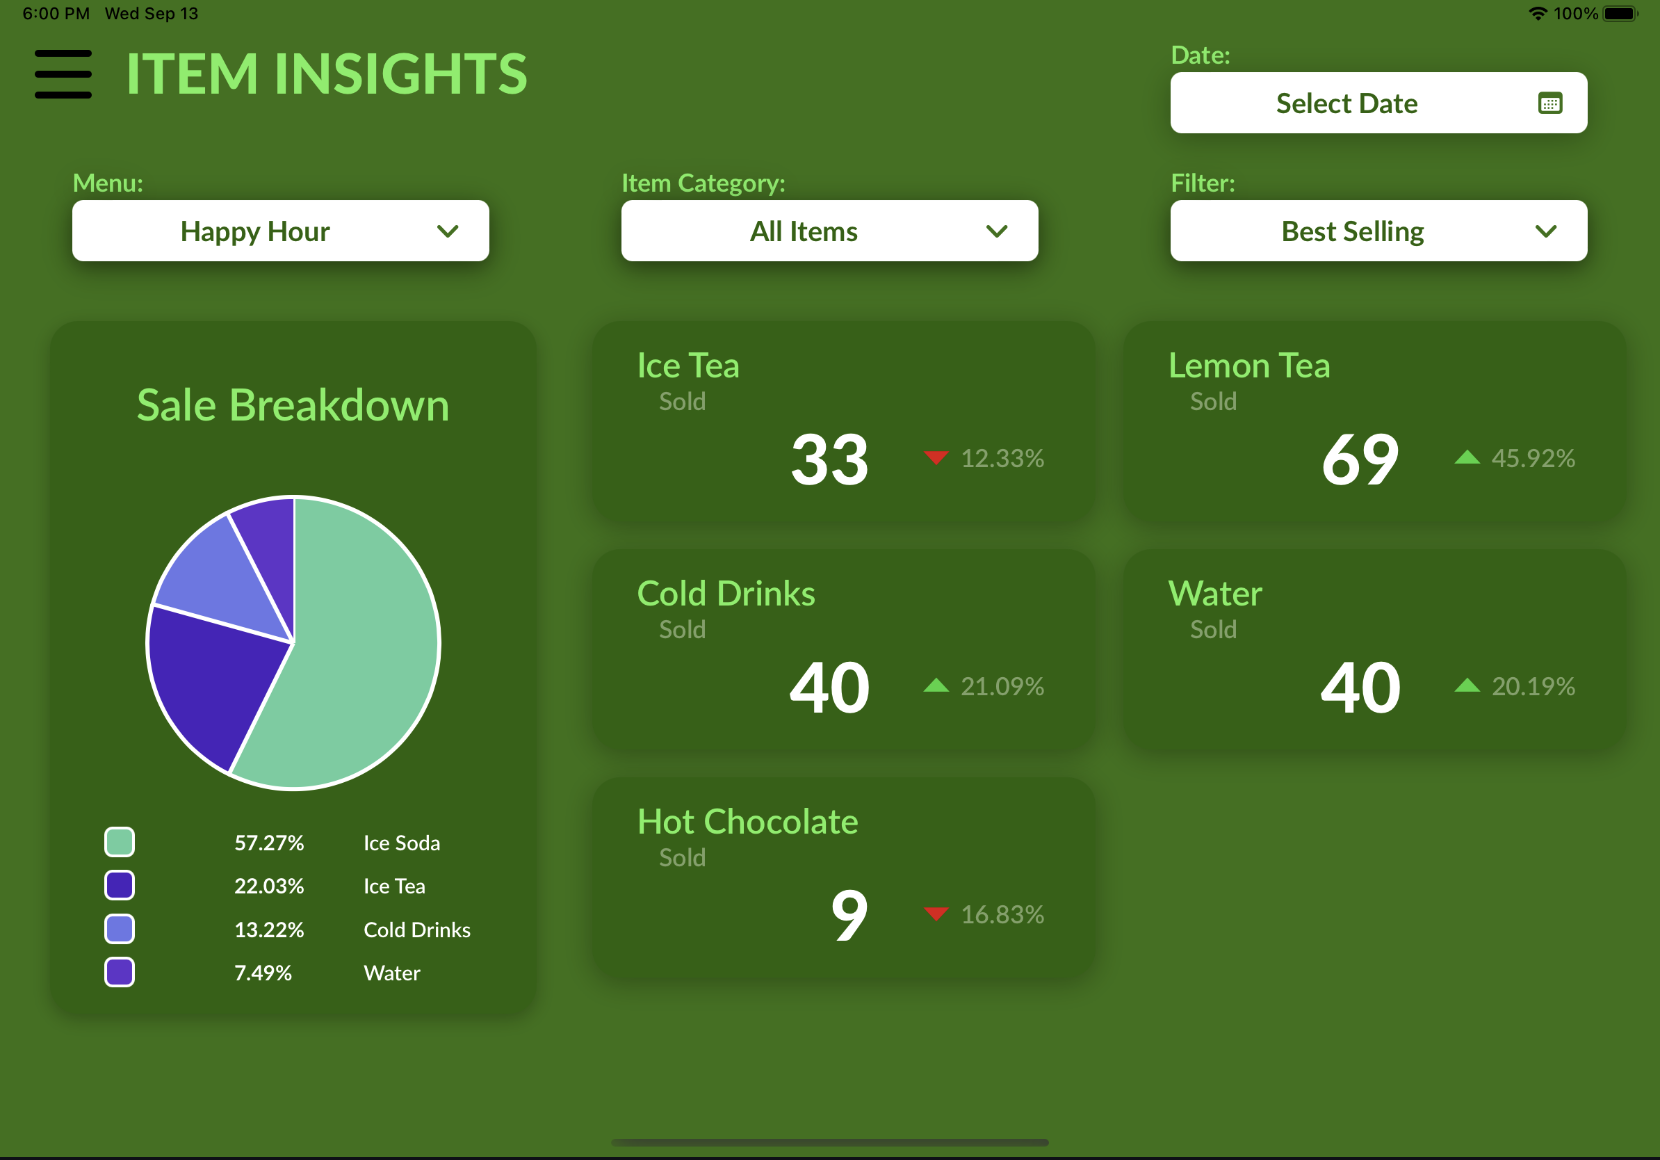 6:00 PM Wed Sep 13
100%
ITEM INSIGHTS
Date:
Select Date
Menu:
Happy Hour
Item Category:
All Items
Filter:
Best Selling
Sale Breakdown
57.27% Ice Soda
22.03% Ice Tea
13.22% Cold Drinks
7.49% Water
Ice Tea
Sold
33 12.33%
Lemon Tea
Sold
69 45.92%
Cold Drinks
Sold
40 21.09%
Water
Sold
40 20.19%
Hot Chocolate
Sold
9 16.83%